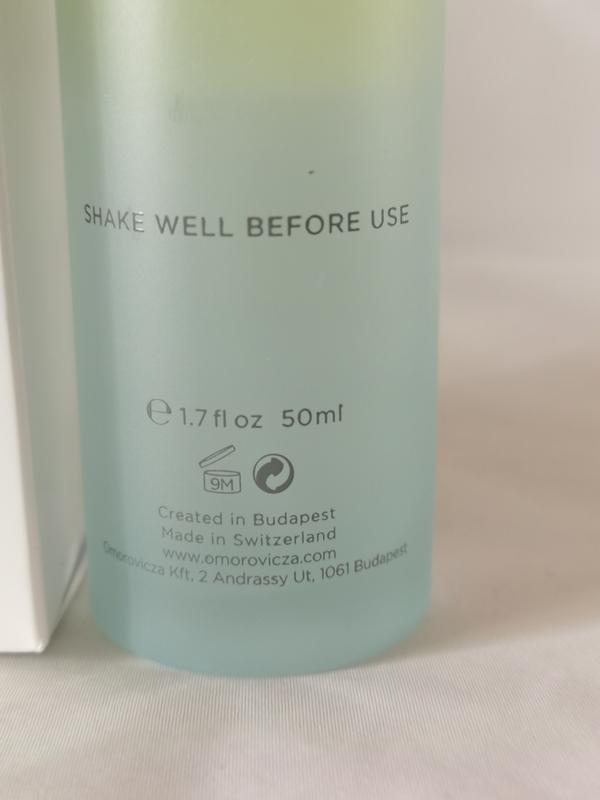 SHAKE WELL BEFORE USE
℮ 1.7 fl oz 50ml
9M
Created in Budapest
Made in Switzerland
www.omorovicza.com
Omorovicza Kft, 2 Andrassy Ut, 1061 Budapest